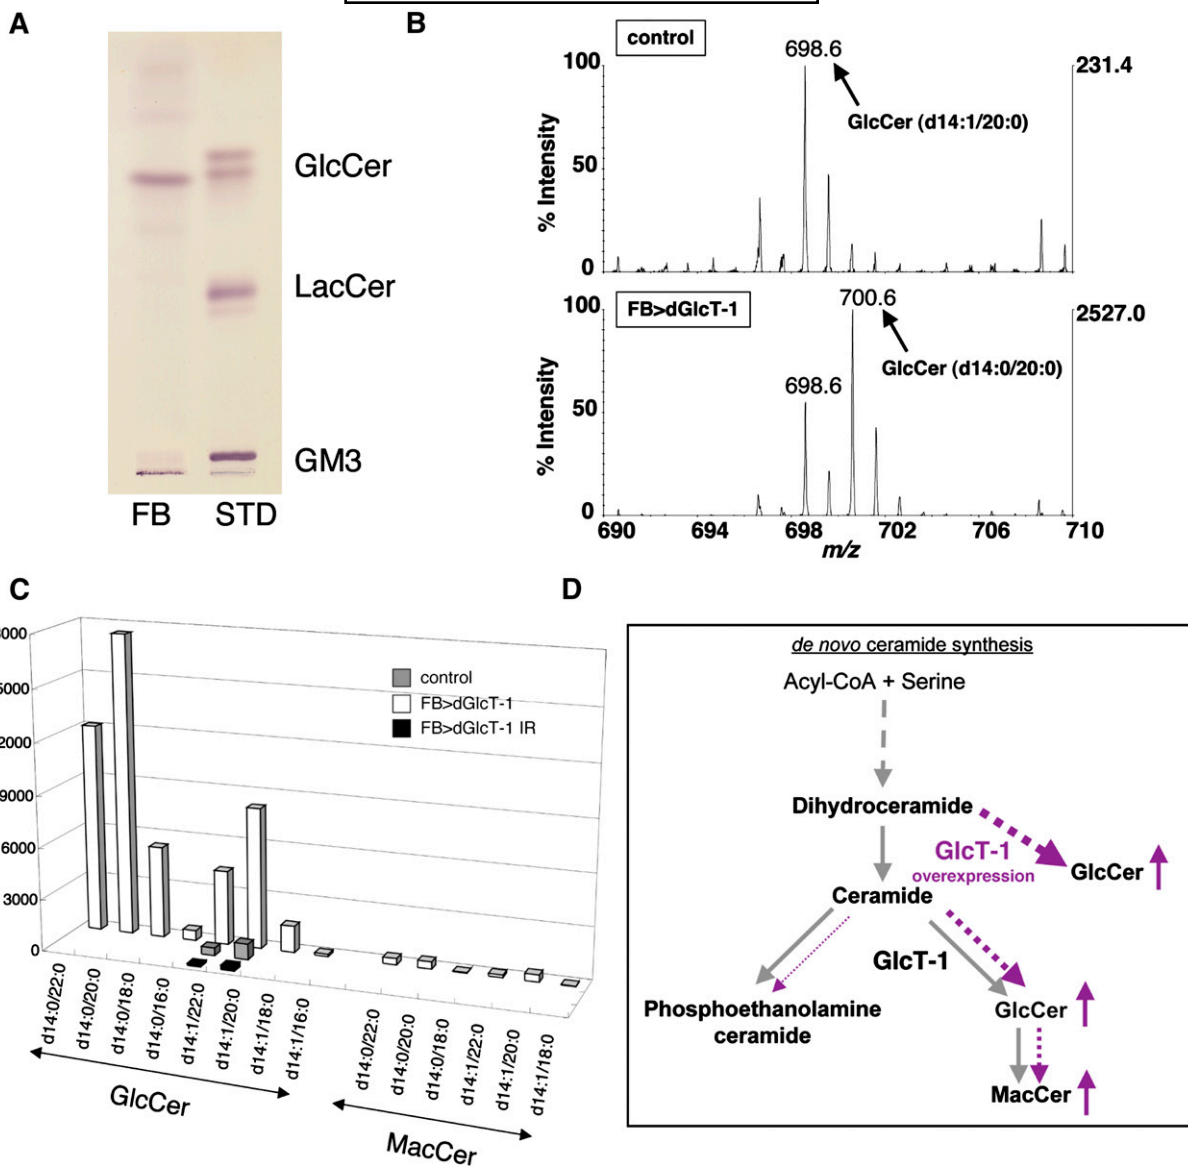 A
GlcCer
LacCer
GM3
FB
STD
B
control
698.6
100
231.4
GlcCer (d14:1/20:0)
50
% Intensity
0
FB>dGlcT-1
700.6
100
2527.0
GlcCer (d14:0/20:0)
698.6
50
% Intensity
0
690 694 698 702 706 710
m/z
C
3000
5000
2000
9000
6000
3000
0
control
FB>dGlcT-1
FB>dGlcT-1 IR
d14:0/22:0
d14:0/20:0
d14:0/18:0
d14:0/16:0
d14:1/22:0
d14:1/20:0
d14:1/18:0
d14:1/16:0
GlcCer
d14:0/22:0
d14:0/20:0
d14:0/18:0
d14:1/22:0
d14:1/20:0
d14:1/18:0
MacCer
D
de novo ceramide synthesis
Acyl-CoA + Serine
Dihydroceramide
GlcT-1
overexpression
GlcCer
Ceramide
GlcT-1
Phosphoethanolamine
ceramide
GlcCer
MacCer